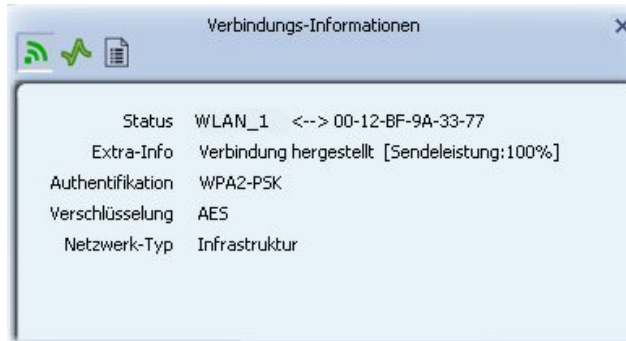 Verbindungs-Informationen
Status WLAN_1 <--> 00-12-BF-9A-33-77
Extra-Info Verbindung hergestellt [Sendeleistung:100%]
Authentifikation WPA2-PSK
Verschlüsselung AES
Netzwerk-Typ Infrastruktur